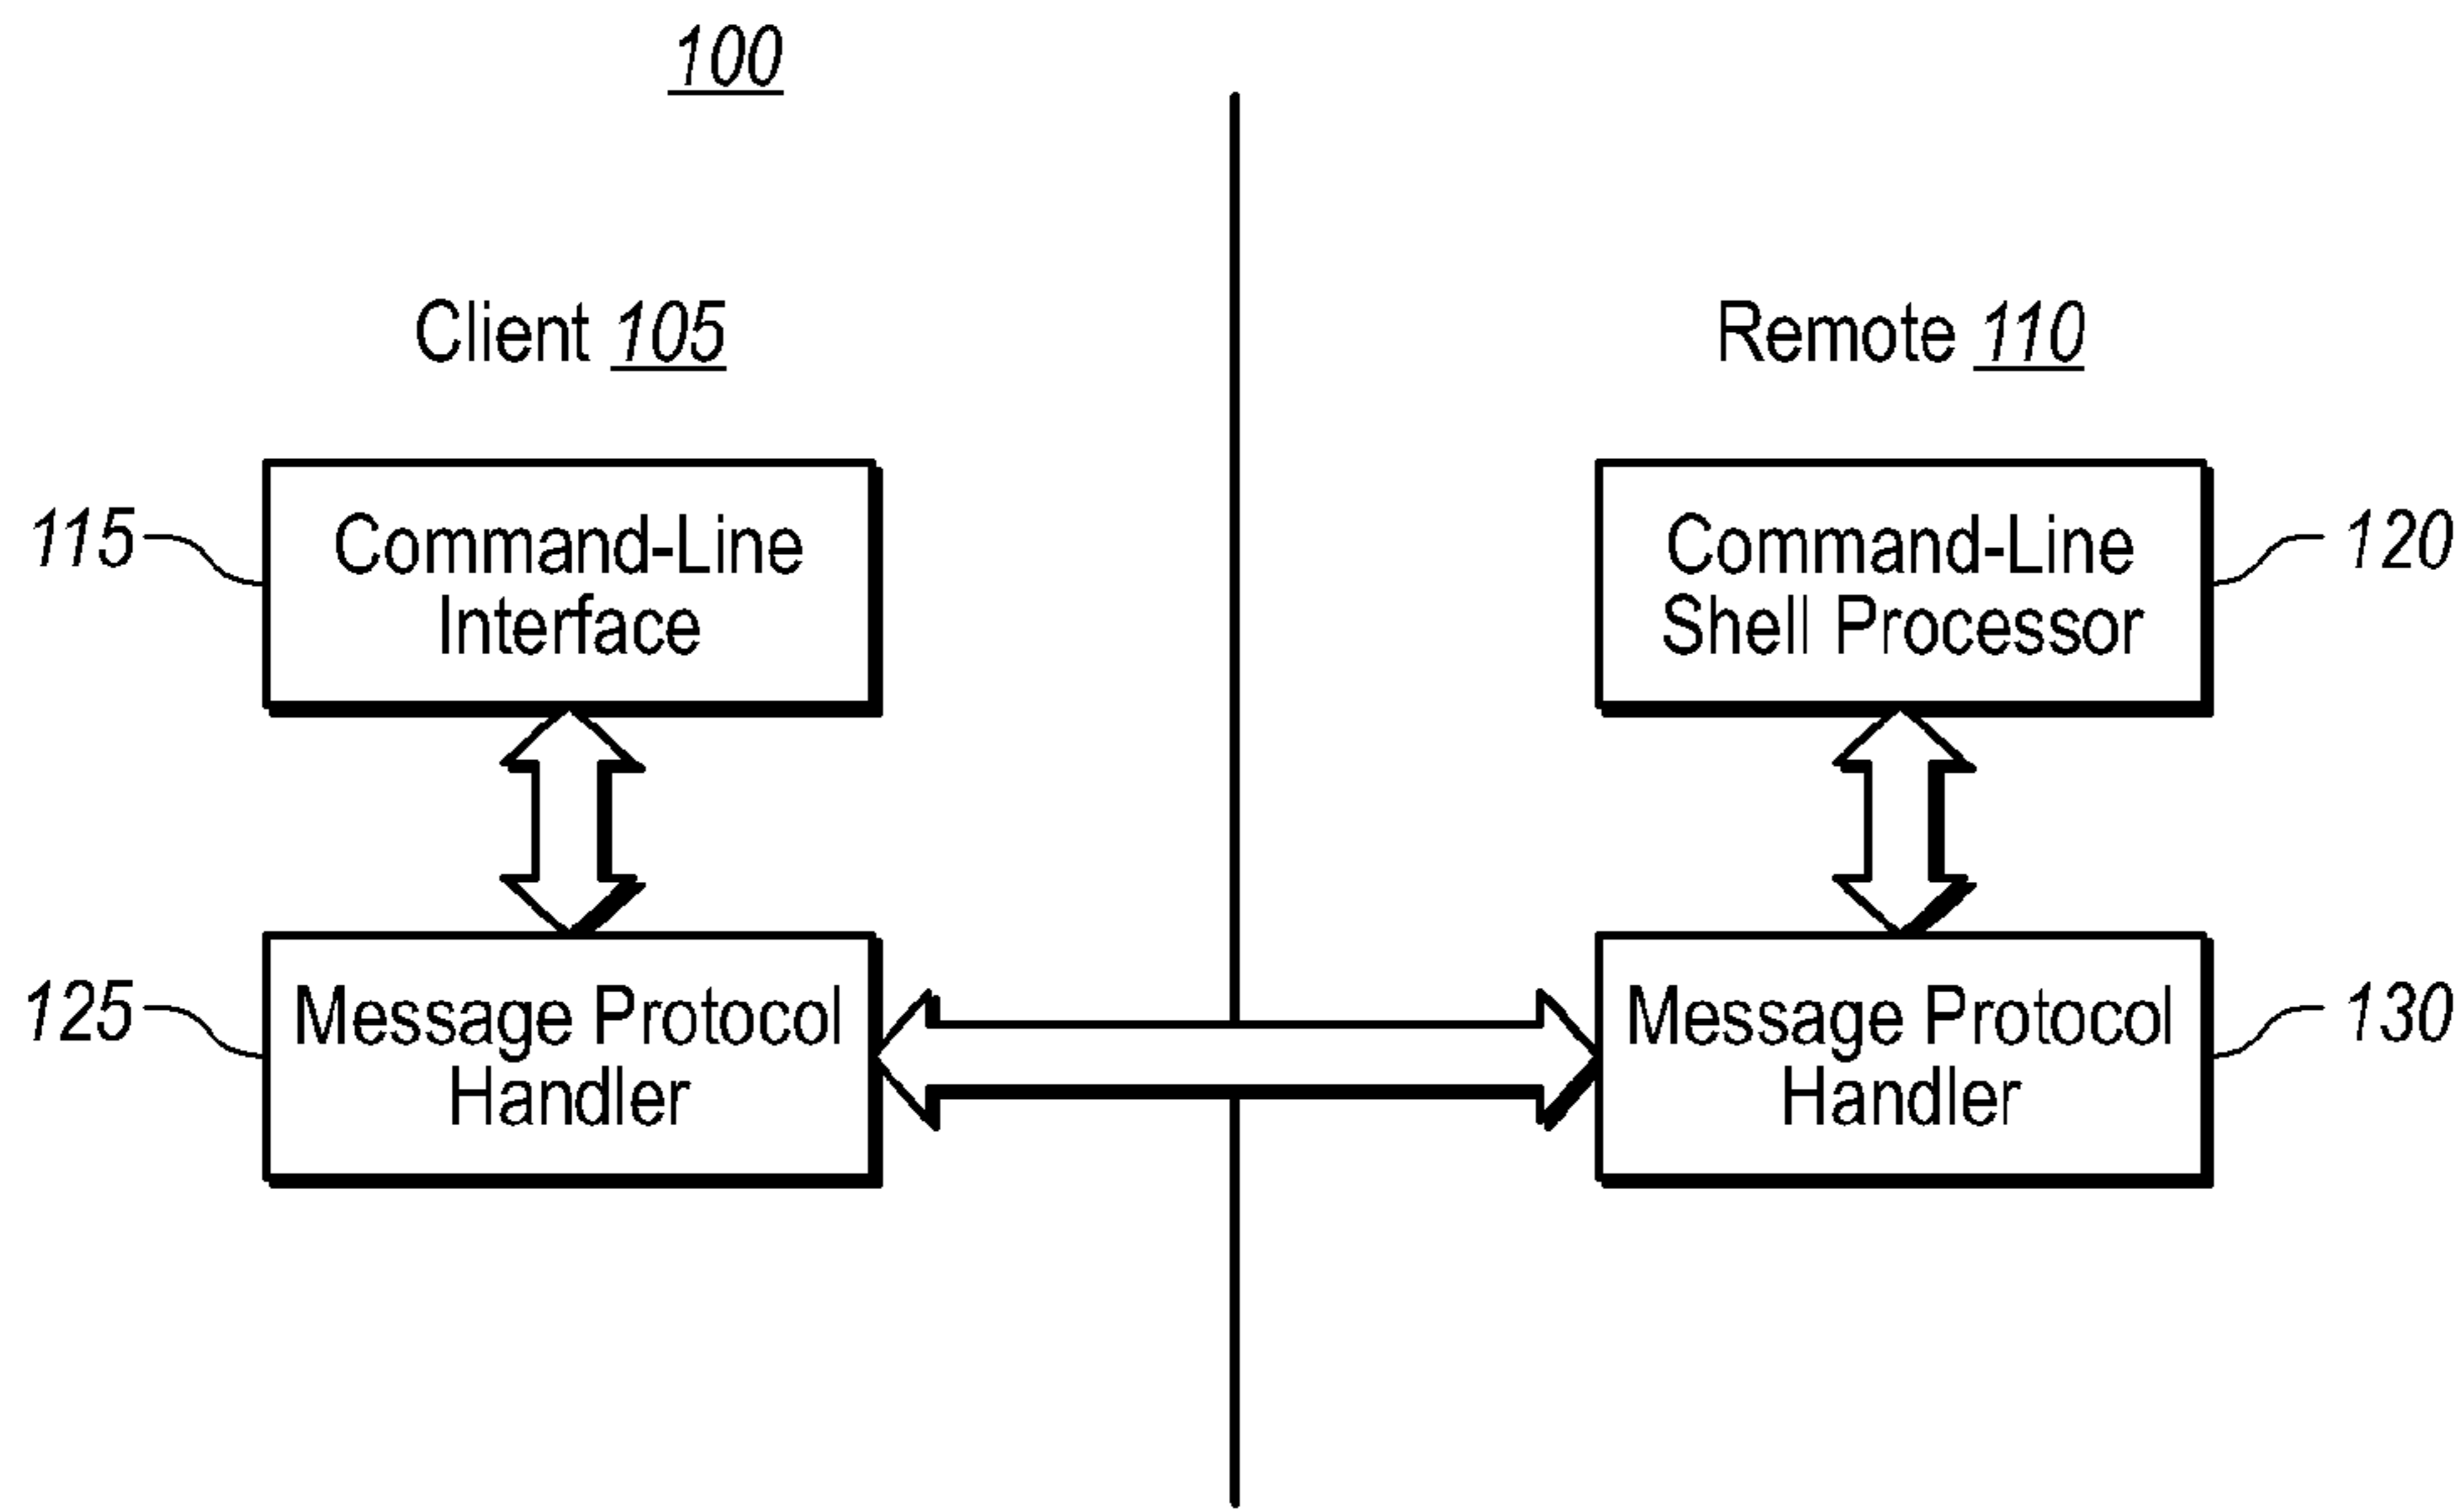 100
Client 105
Remote 110
115
Command-Line
Interface
Command-Line
Shell Processor
120
125
Message Protocol
Handler
Message Protocol
Handler
130